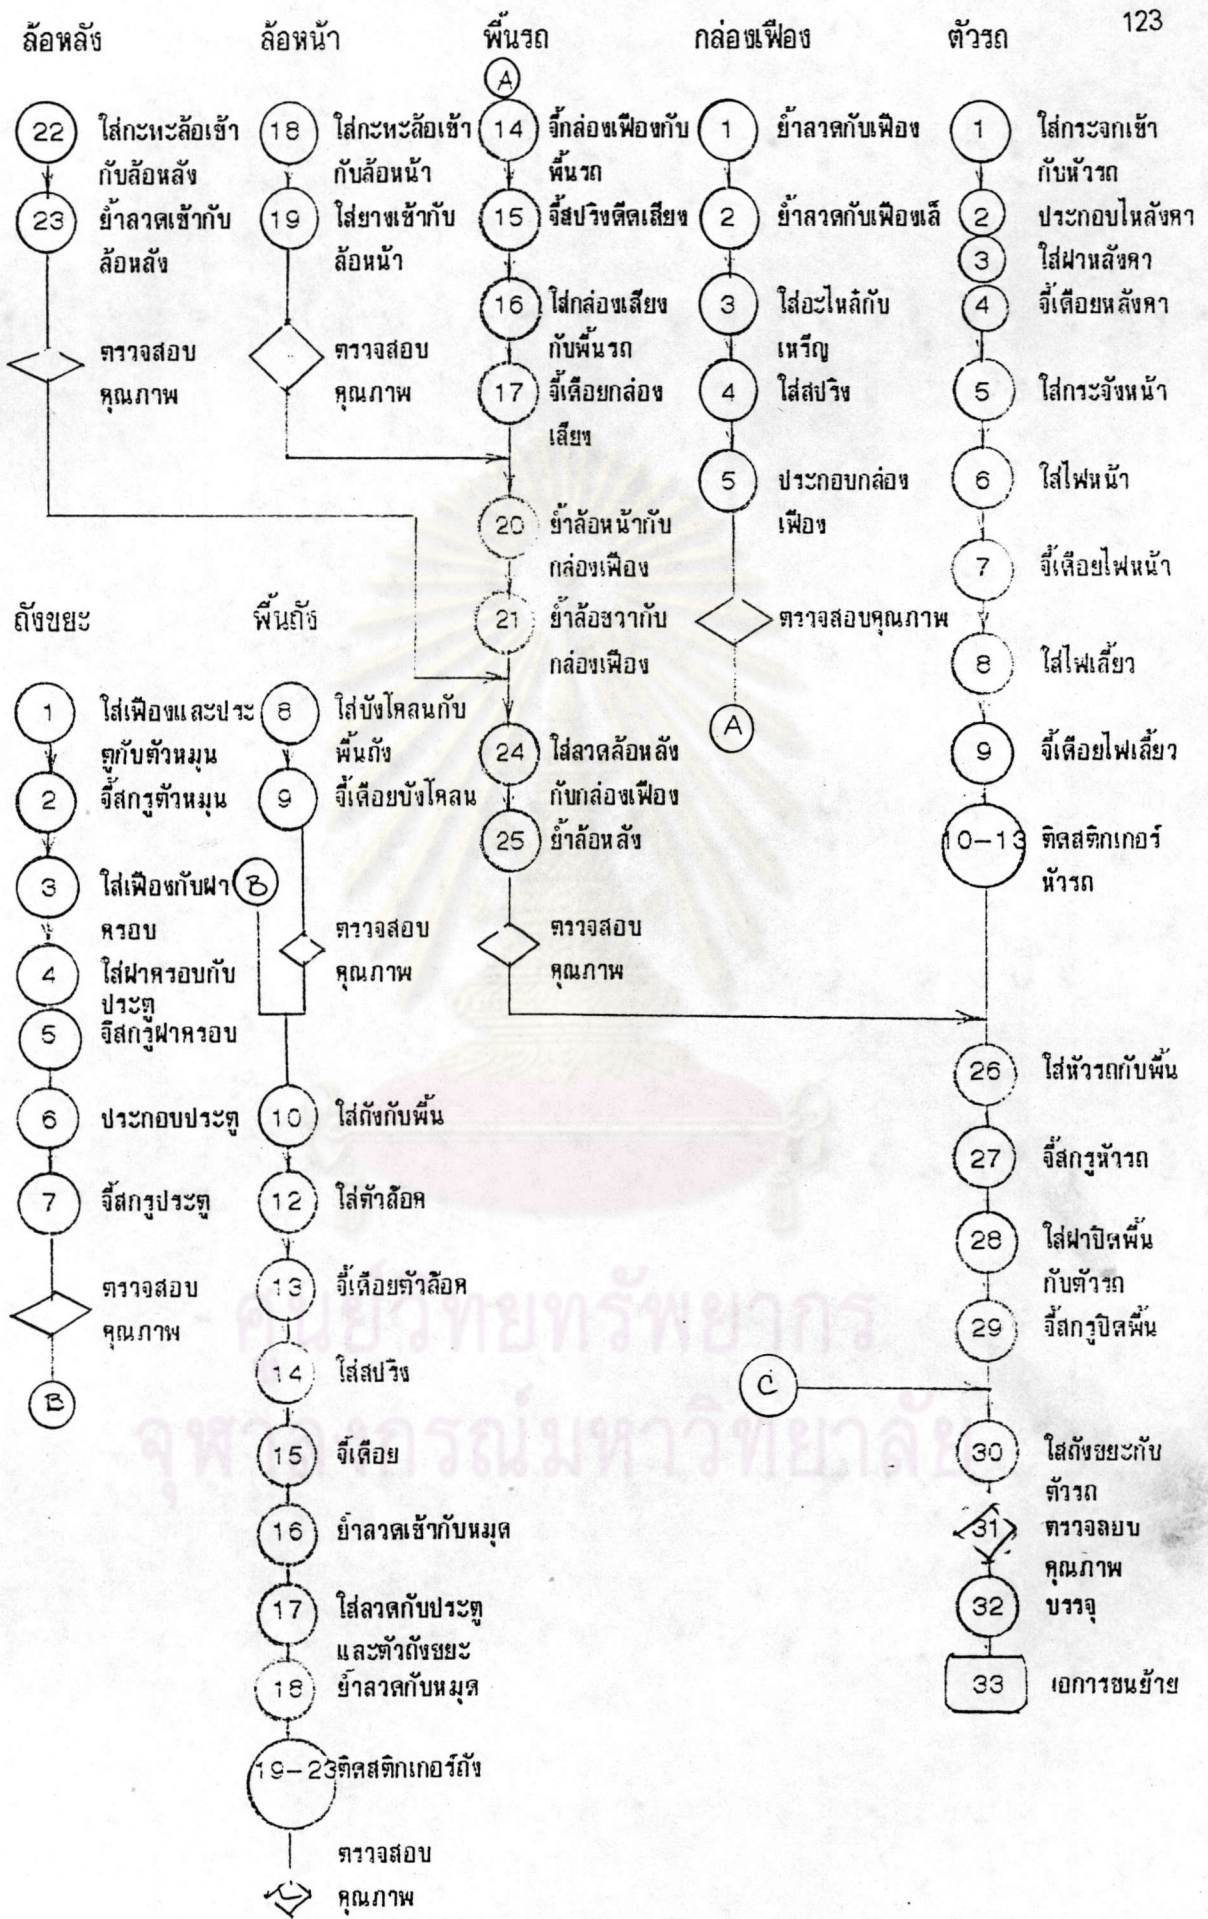 123
ล้อหลัง
22
ใส่กะทะล้อเข้า
กับล้อหลัง
23
ย้ำลวดเข้ากับ
ล้อหลัง
ตรวจสอบ
คุณภาพ
ล้อหน้า
18
ใส่กะทะล้อเข้า
กับล้อหน้า
19
ใส่ยางเข้ากับ
ล้อหน้า
ตรวจสอบ
คุณภาพ
พื้นรถ
A
14
จี้กล่องเฟืองกับ
พื้นรถ
15
จี้สปริงดีดเสียง
16
ใส่กล่องเสียง
กับพื้นรถ
17
จี้เดือยกล่อง
เสียง
20
ย้ำล้อหน้ากับ
กล่องเฟือง
21
ย้ำล้อขวากับ
กล่องเฟือง
24
ใส่ลวดล้อหลัง
กับกล่องเฟือง
25
ย้ำล้อหลัง
ตรวจสอบ
คุณภาพ
กล่องเฟือง
1
ย้ำลวดกับเฟือง
2
ย้ำลวดกับเฟืองเล็
3
ใส่อะไหล่กับ
เหรีญ
4
ใส่สปริง
5
ประกอบกล่อง
เฟือง
ตรวจสอบคุณภาพ
A
ตัวรถ
1
ใส่กระจกเข้า
กับหัวรถ
2
ประกอบไหลังคา
3
ใส่ฝาหลังคา
4
จี้เดือยหลังคา
5
ใส่กระจังหน้า
6
ใส่ไฟหน้า
7
จี้เดือยไฟหน้า
8
ใส่ไฟเลี้ยว
9
จี้เดือยไฟเลี้ยว
10-13
ติดสติกเกอร์
หัวรถ
26
ใส่หัวรถกับพื้น
27
จี้สกรูหัวรถ
28
ใส่ฝาปิดพื้น
กับตัวรถ
29
จี้สกรูปิดพื้น
C
30
ใส่ถังขยะกับ
ตัวรถ
31
ตรวจสอบ
คุณภาพ
32
บรรจุ
33
เอการขนย้าย
ถังขยะ
1
ใส่เฟืองและประ
ตูกับตัวหมุน
2
จี้สกรูตัวหมุน
3
ใส่เฟืองกับฝา
ครอบ
4
ใส่ฝาครอบกับ
ประตู
5
จี้สกรูฝาครอบ
6
ประกอบประตู
7
จี้สกรูประตู
ตรวจสอบ
คุณภาพ
B
พื้นถัง
8
ใส่บังโคลนกับ
พื้นถัง
9
จี้เดือยบังโคลน
B
ตรวจสอบ
คุณภาพ
10
ใส่ถังกับพื้น
12
ใส่ตัวล๊อค
13
จี้เดือยตัวล๊อค
14
ใส่สปริง
15
จี้เดือย
16
ย้ำลวดเข้ากับหมุด
17
ใส่ลวดกับประตู
และตัวถังขยะ
18
ย้ำลวดกับหมุด
19-23
ติดสติกเกอร์ถัง
ตรวจสอบ
คุณภาพ
ศูนย์วิทยทรัพยากร
จุฬาลงกรณ์มหาวิทยาลัย